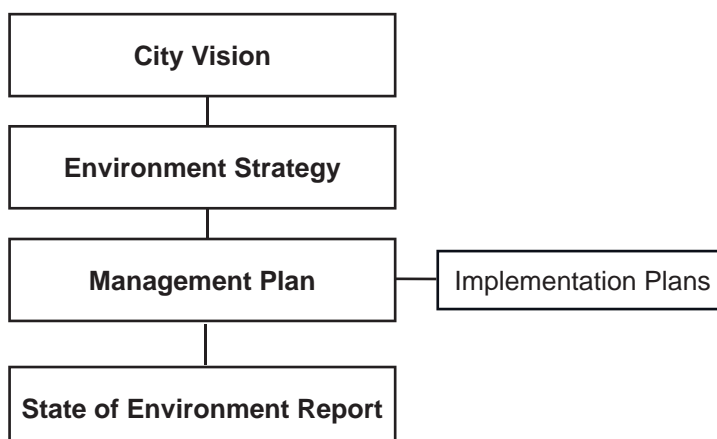 City Vision
Environment Strategy
Management Plan
Implementation Plans
State of Environment Report